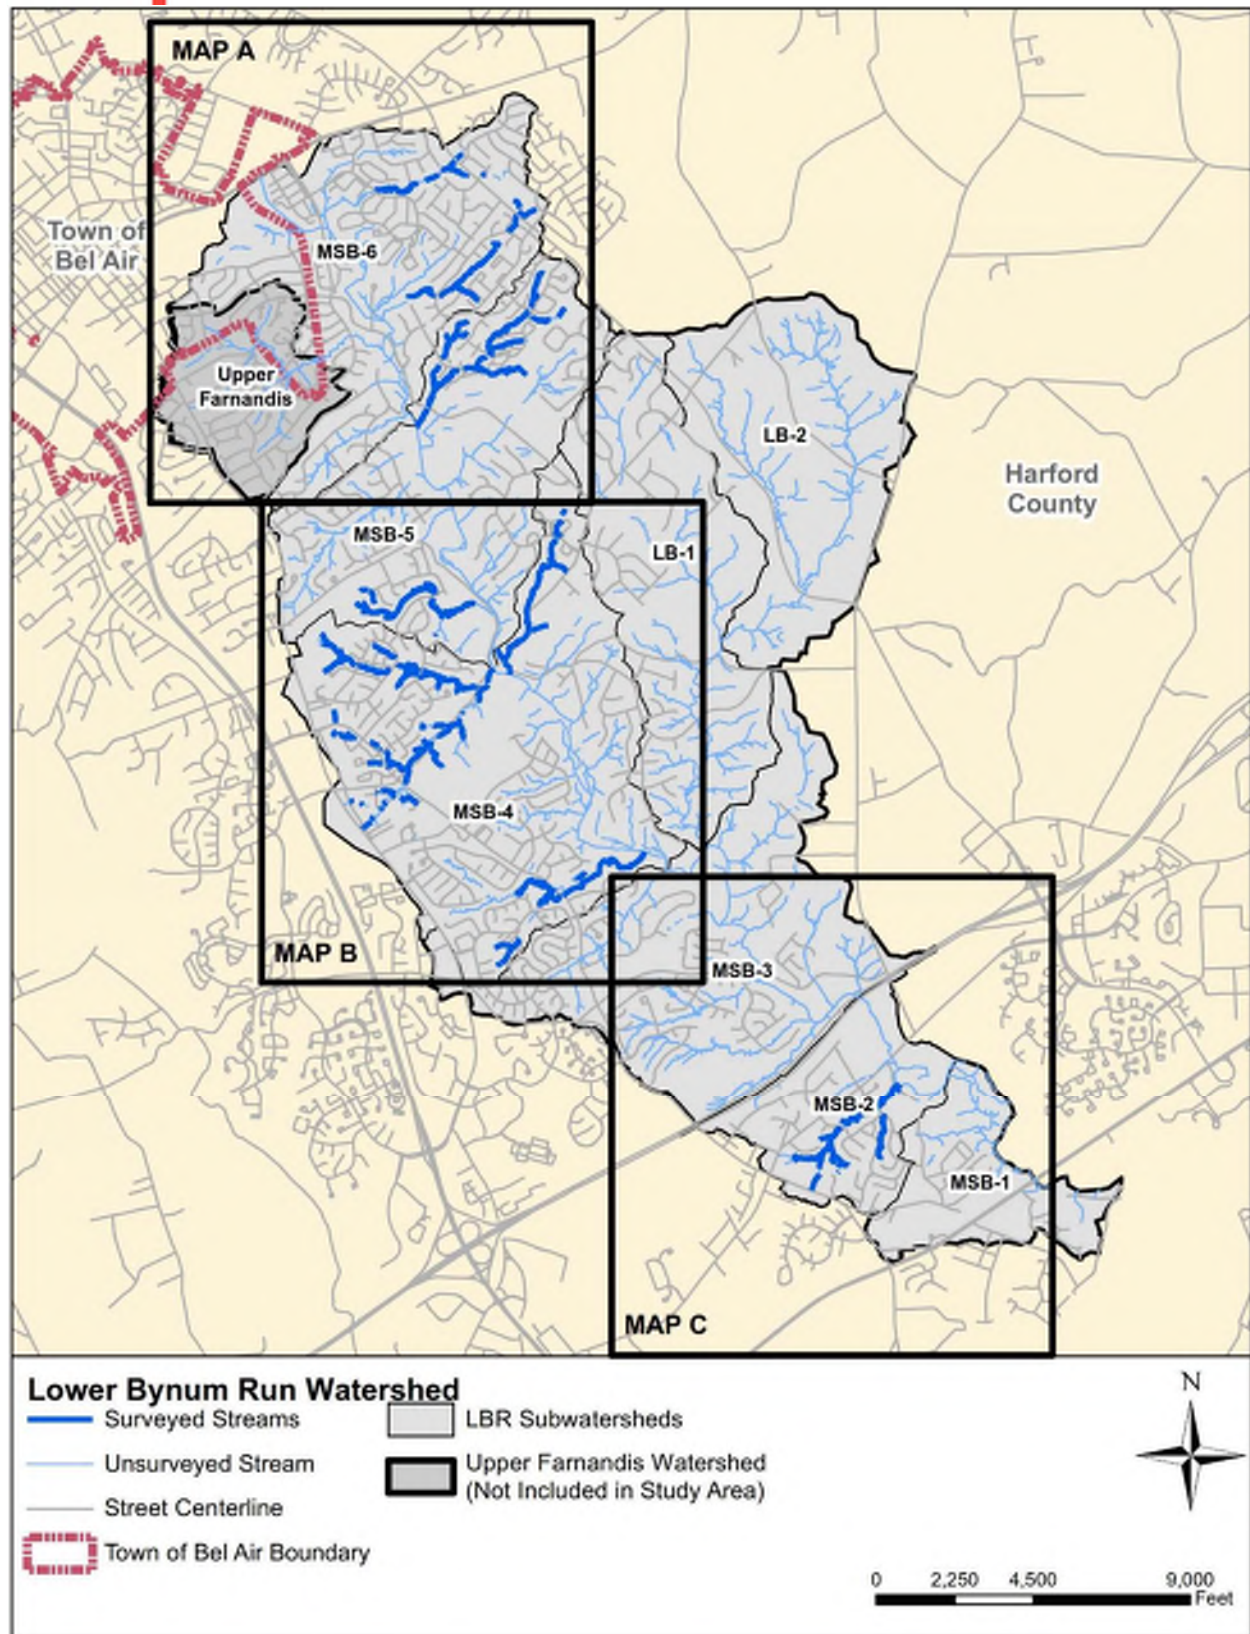 MAP A
Town of
Bel Air
MSB-6
Upper
Farnandis
LB-2
Harford
County
MSB-5
LB-1
MSB-4
MAP B
MSB-3
MSB-2
MSB-1
MAP C
Lower Bynum Run Watershed
Surveyed Streams
Unsurveyed Stream
Street Centerline
Town of Bel Air Boundary
LBR Subwatersheds
Upper Farnandis Watershed
(Not Included in Study Area)
N
0 2,250 4,500 9,000
Feet